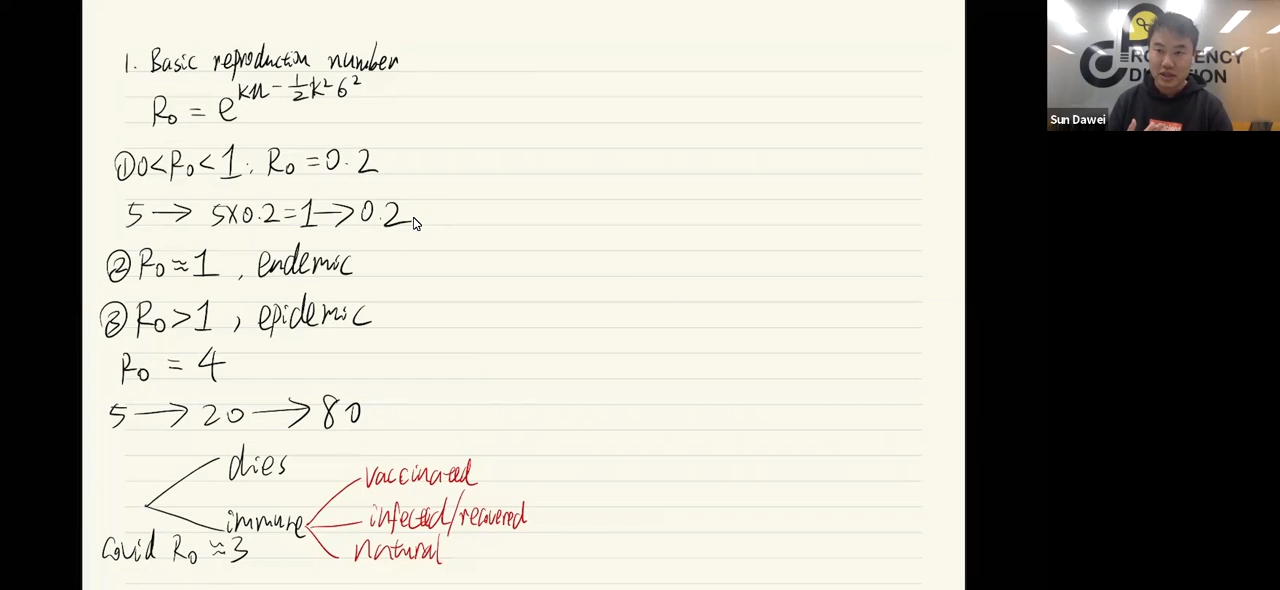 1. Basic reproduction number
R₀ = e^(Kμ - 1/2 K²σ²)
① 0<R₀<1: R₀ = 0.2
5 → 5×0.2=1→0.2
② R₀≈1, endemic
③ R₀>1, epidemic
R₀ = 4
5 → 20 → 80
dies
immune
vaccinated
infected/recovered
natural
Covid R₀ ≈3
Sun Dawei